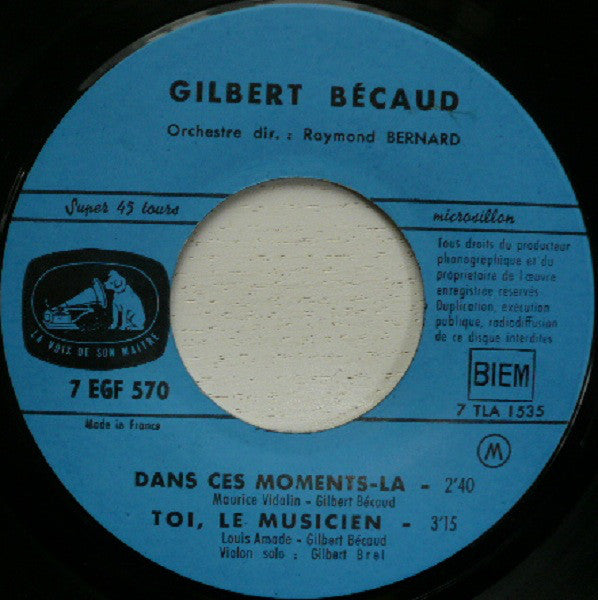 GILBERT BÉCAUD
Orchestre dir. : Raymond BERNARD
Super 45 tours
microsillon
Tous droits du producteur
phonographique et du
propriétaire de l'œuvre
enregistrée réservés
Duplication, exécution
publique, radiodiffusion
de ce disque interdites
LA VOIX DE SON MAITRE
7 EGF 570
Made in France
BIEM
7 TLA 1535
M
DANS CES MOMENTS-LA - 2'40
Maurice Vidalin - Gilbert Bécaud
TOI, LE MUSICIEN - 3'15
Louis Amade - Gilbert Bécaud
Violon solo : Gilbert Brel